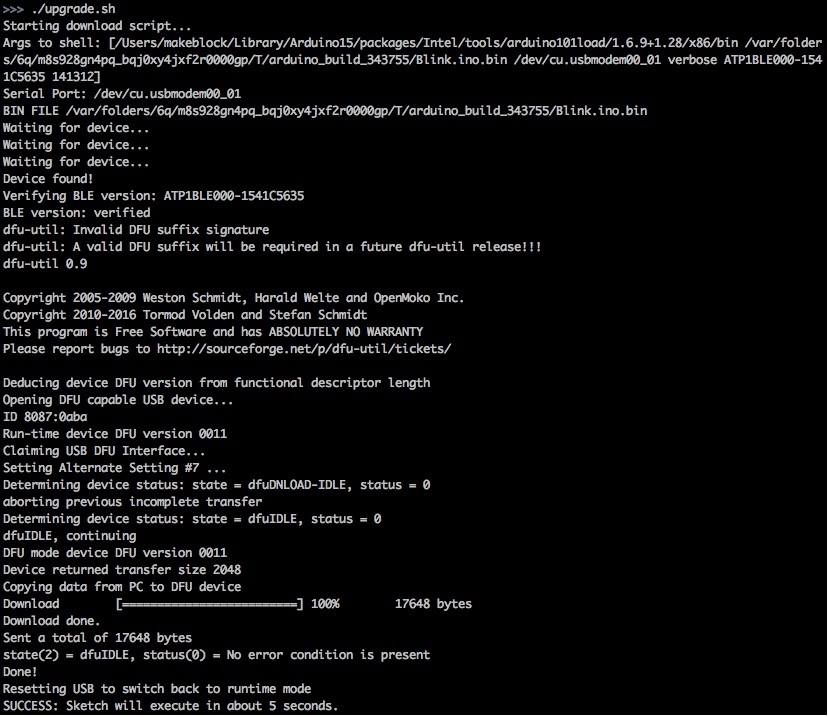 >>> ./upgrade.sh
Starting download script...
Args to shell: [/Users/makeblock/Library/Arduino15/packages/Intel/tools/arduino101load/1.6.9+1.28/x86/bin /var/folder
s/6q/m8s928gn4pq_bqj0xy4jxf2r0000gp/T/arduino_build_343755/Blink.ino.bin /dev/cu.usbmodem00_01 verbose ATP1BLE000-154
1C5635 141312]
Serial Port: /dev/cu.usbmodem00_01
BIN FILE /var/folders/6q/m8s928gn4pq_bqj0xy4jxf2r0000gp/T/arduino_build_343755/Blink.ino.bin
Waiting for device...
Waiting for device...
Waiting for device...
Device found!
Verifying BLE version: ATP1BLE000-1541C5635
BLE version: verified
dfu-util: Invalid DFU suffix signature
dfu-util: A valid DFU suffix will be required in a future dfu-util release!!!
dfu-util 0.9
Copyright 2005-2009 Weston Schmidt, Harald Welte and OpenMoko Inc.
Copyright 2010-2016 Tormod Volden and Stefan Schmidt
This program is Free Software and has ABSOLUTELY NO WARRANTY
Please report bugs to http://sourceforge.net/p/dfu-util/tickets/
Deducing device DFU version from functional descriptor length
Opening DFU capable USB device...
ID 8087:0aba
Run-time device DFU version 0011
Claiming USB DFU Interface...
Setting Alternate Setting #7 ...
Determining device status: state = dfuDNLOAD-IDLE, status = 0
aborting previous incomplete transfer
Determining device status: state = dfuIDLE, status = 0
dfuIDLE, continuing
DFU mode device DFU version 0011
Device returned transfer size 2048
Copying data from PC to DFU device
Download [=========================] 100% 17648 bytes
Download done.
Sent a total of 17648 bytes
state(2) = dfuIDLE, status(0) = No error condition is present
Done!
Resetting USB to switch back to runtime mode
SUCCESS: Sketch will execute in about 5 seconds.